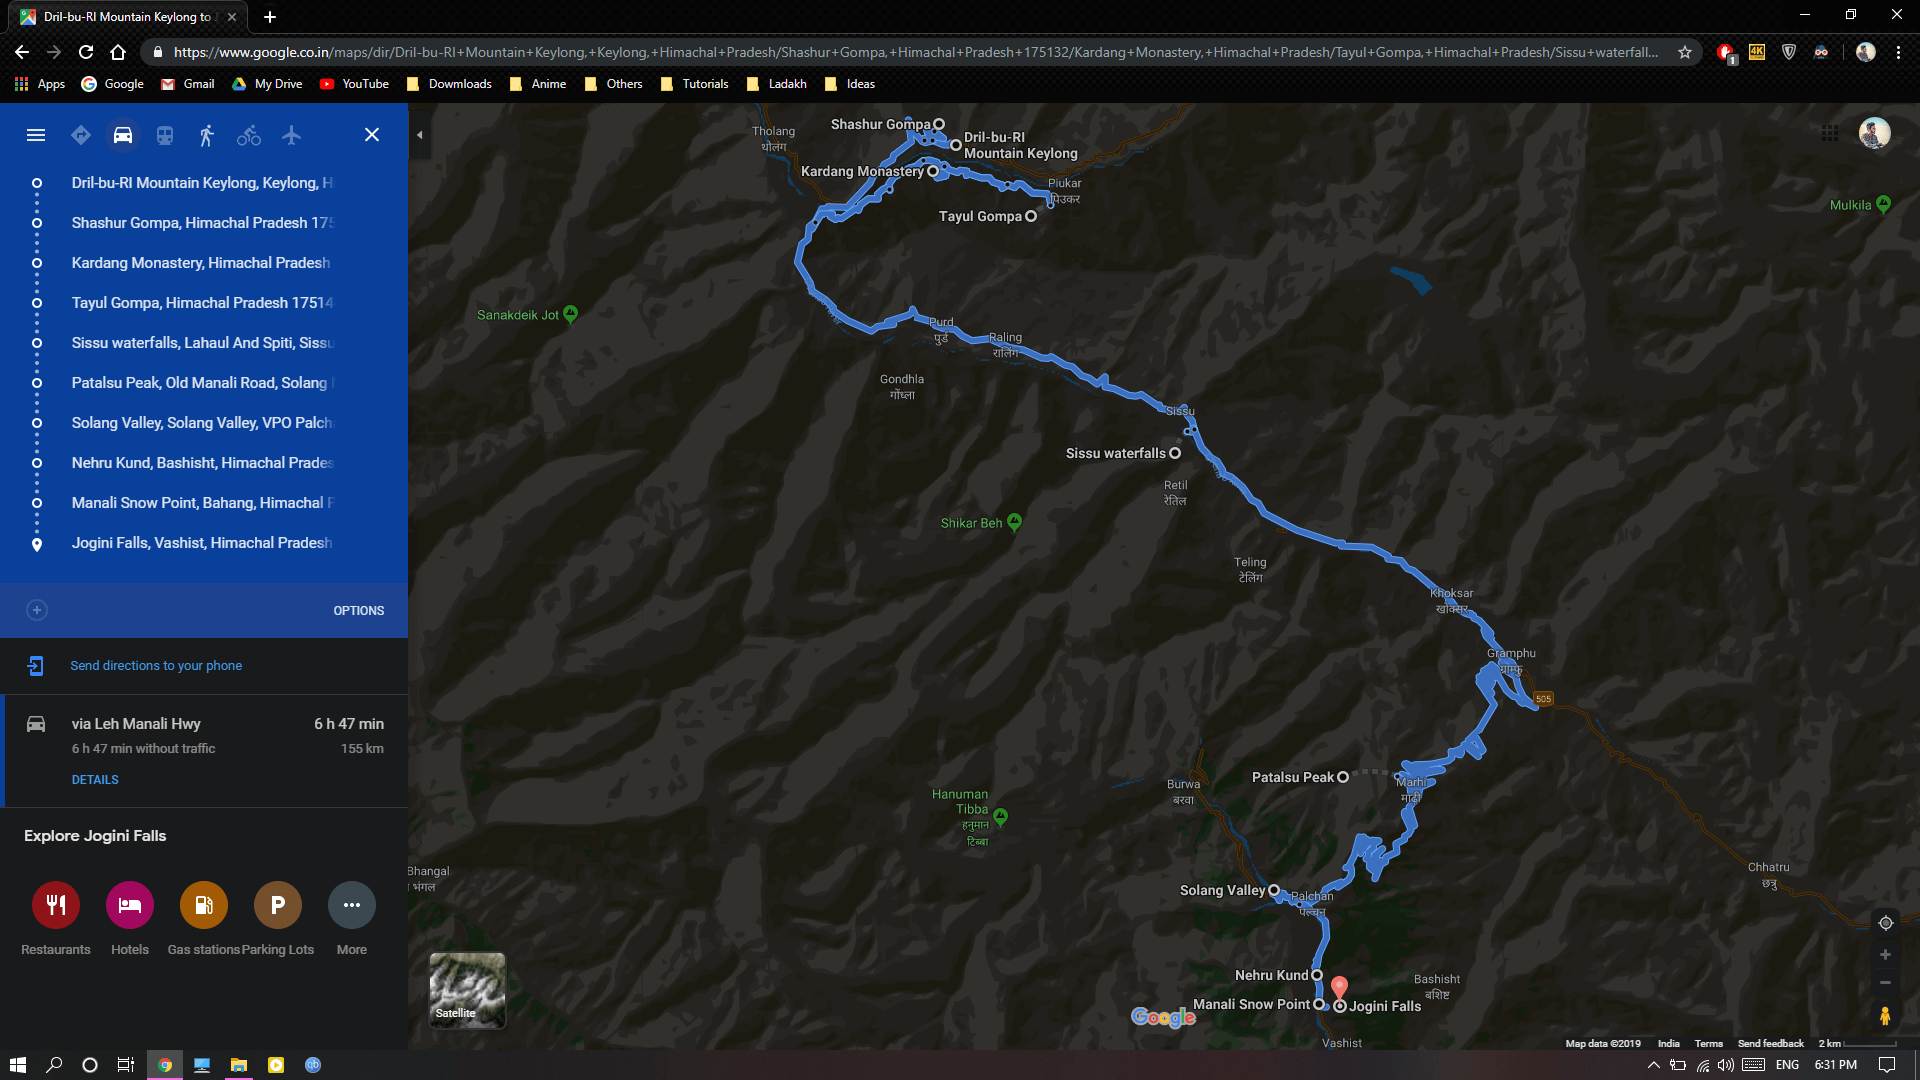 Dril-bu-RI Mountain Keylong to
https://www.google.co.in/maps/dir/Dril-bu-RI+Mountain+Keylong,+Keylong,+Himachal+Pradesh/Shashur+Gompa,+Himachal+Pradesh+175132/Kardang+Monastery,+Himachal+Pradesh/Tayul+Gompa,+Himachal+Pradesh/Sissu+waterfall...
1
4K
Apps
Google
Gmail
My Drive
YouTube
Downloads
Anime
Others
Tutorials
Ladakh
Ideas
Dril-bu-RI Mountain Keylong, Keylong, H
Shashur Gompa, Himachal Pradesh 175
Kardang Monastery, Himachal Pradesh
Tayul Gompa, Himachal Pradesh 17514
Sissu waterfalls, Lahaul And Spiti, Sissu
Patalsu Peak, Old Manali Road, Solang
Solang Valley, Solang Valley, VPO Palch
Nehru Kund, Bashisht, Himachal Prades
Manali Snow Point, Bahang, Himachal P
Jogini Falls, Vashist, Himachal Pradesh
OPTIONS
Send directions to your phone
via Leh Manali Hwy
6 h 47 min
6 h 47 min without traffic
155 km
DETAILS
Explore Jogini Falls
P
Restaurants
Hotels
Gas stations
Parking Lots
More
Tholang
थोलंग
Shashur Gompa
Dril-bu-RI
Mountain Keylong
Kardang Monastery
Piukar
पिउकर
Tayul Gompa
Mulkila
Sanakdeik Jot
Purd
पुर्ड
Raling
रालिंग
Gondhla
गोंध्ला
Sissu
Sissu waterfalls
Retil
रेतिल
Shikar Beh
Teling
टेलिंग
Khoksar
खोक्सर
Gramphu
ग्राम्फु
505
Patalsu Peak
Marhi
माढ़ी
Burwa
बरवा
Hanuman
Tibba
हनुमान
टिब्बा
Bhangal
भंगल
Chhatru
छत्रु
Solang Valley
Palchan
पल्चन
Nehru Kund
Bashisht
बशिष्ट
Manali Snow Point
Jogini Falls
Vashist
Satellite
Google
Map data ©2019
India
Terms
Send feedback
2 km
qb
ENG
6:31 PM